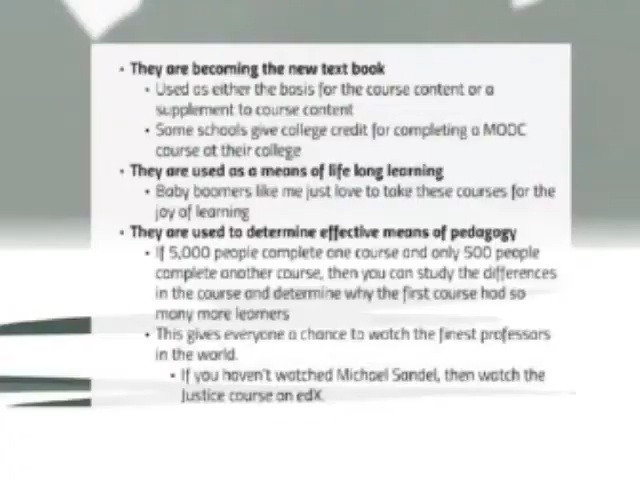 • They are becoming the new text book
• Used as either the basis for the course content or a
supplement to course content
• Some schools give college credit for completing a MOOC
course at their college
• They are used as a means of life long learning
• Baby boomers like me just love to take these courses for the
joy of learning
• They are used to determine effective means of pedagogy
• If 5,000 people complete one course and only 500 people
complete another course, then you can study the differences
in the course and determine why the first course had so
many more learners
• This gives everyone a chance to watch the finest professors
in the world.
• If you haven't watched Michael Sandel, then watch the
Justice course on edX.